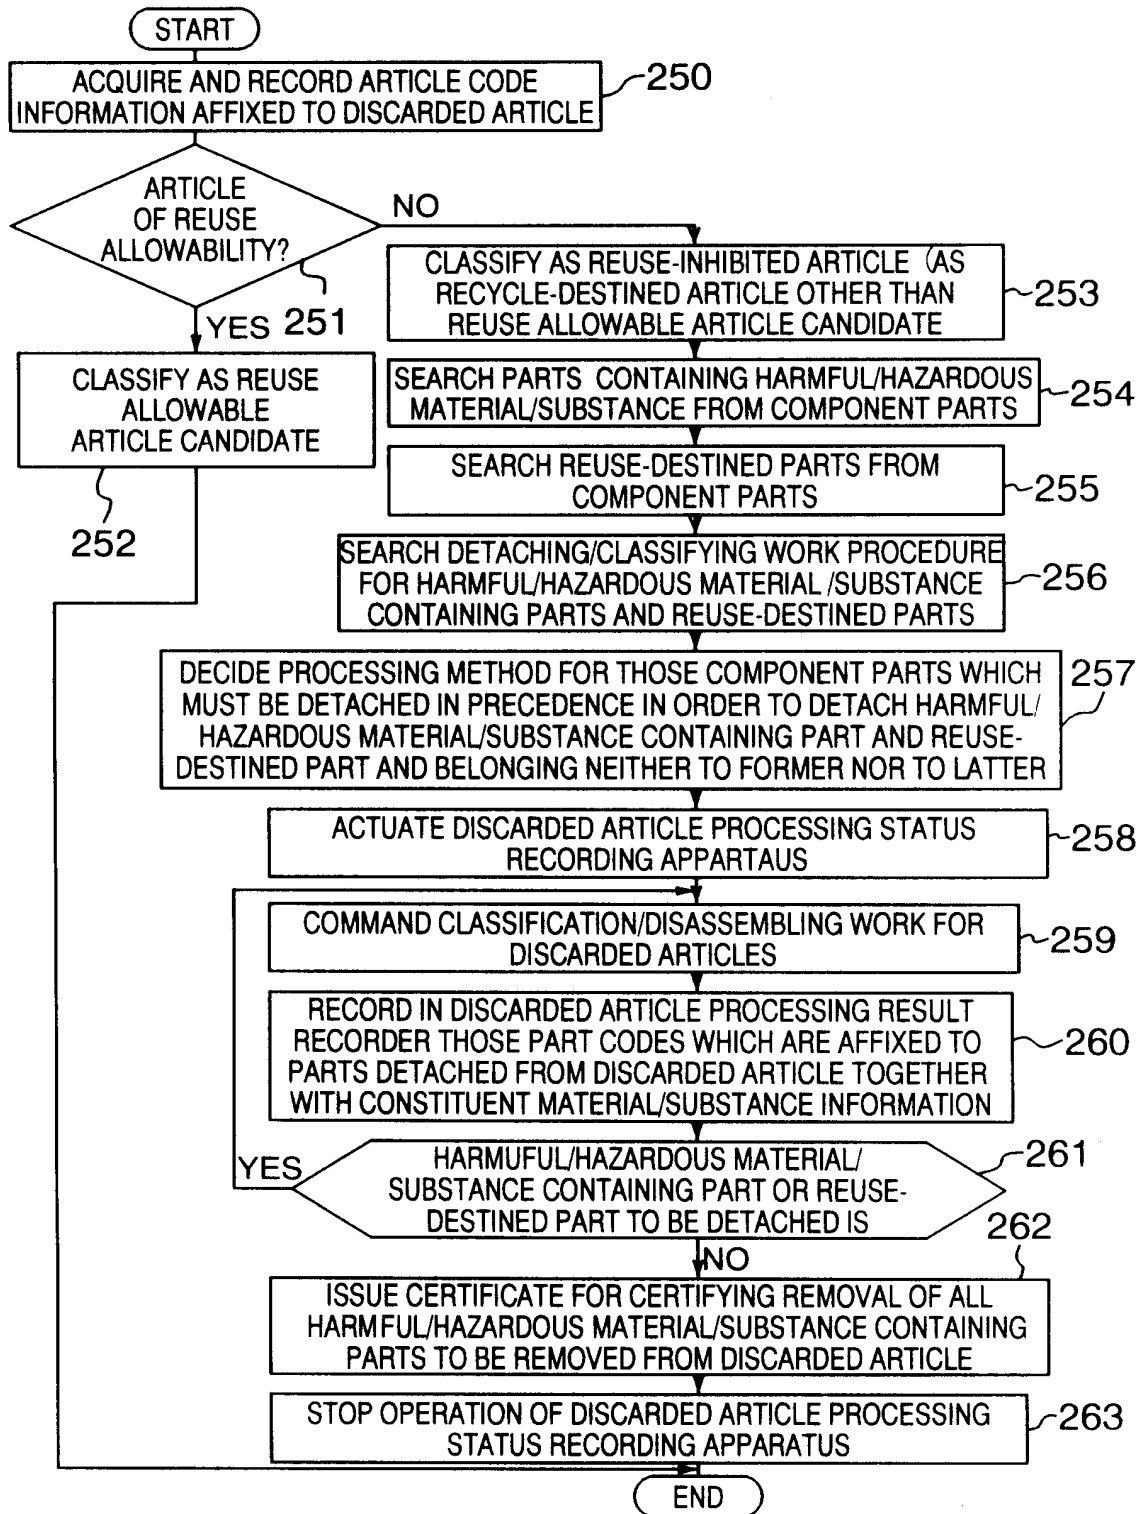 START
ACQUIRE AND RECORD ARTICLE CODE
INFORMATION AFFIXED TO DISCARDED ARTICLE
250
ARTICLE
OF REUSE
ALLOWABILITY?
NO
251
YES
CLASSIFY AS REUSE
ALLOWABLE
ARTICLE CANDIDATE
252
CLASSIFY AS REUSE-INHIBITED ARTICLE (AS
RECYCLE-DESTINED ARTICLE OTHER THAN
REUSE ALLOWABLE ARTICLE CANDIDATE
253
SEARCH PARTS CONTAINING HARMFUL/HAZARDOUS
MATERIAL/SUBSTANCE FROM COMPONENT PARTS
254
SEARCH REUSE-DESTINED PARTS FROM
COMPONENT PARTS
255
SEARCH DETACHING/CLASSIFYING WORK PROCEDURE
FOR HARMFUL/HAZARDOUS MATERIAL /SUBSTANCE
CONTAINING PARTS AND REUSE-DESTINED PARTS
256
DECIDE PROCESSING METHOD FOR THOSE COMPONENT PARTS WHICH
MUST BE DETACHED IN PRECEDENCE IN ORDER TO DETACH HARMFUL/
HAZARDOUS MATERIAL/SUBSTANCE CONTAINING PART AND REUSE-
DESTINED PART AND BELONGING NEITHER TO FORMER NOR TO LATTER
257
ACTUATE DISCARDED ARTICLE PROCESSING STATUS
RECORDING APPARTAUS
258
COMMAND CLASSIFICATION/DISASSEMBLING WORK FOR
DISCARDED ARTICLES
259
RECORD IN DISCARDED ARTICLE PROCESSING RESULT
RECORDER THOSE PART CODES WHICH ARE AFFIXED TO
PARTS DETACHED FROM DISCARDED ARTICLE TOGETHER
WITH CONSTITUENT MATERIAL/SUBSTANCE INFORMATION
260
YES
HARMUFUL/HAZARDOUS MATERIAL/
SUBSTANCE CONTAINING PART OR REUSE-
DESTINED PART TO BE DETACHED IS
261
NO
262
ISSUE CERTIFICATE FOR CERTIFYING REMOVAL OF ALL
HARMFUL/HAZARDOUS MATERIAL/SUBSTANCE CONTAINING
PARTS TO BE REMOVED FROM DISCARDED ARTICLE
STOP OPERATION OF DISCARDED ARTICLE PROCESSING
STATUS RECORDING APPARATUS
263
END